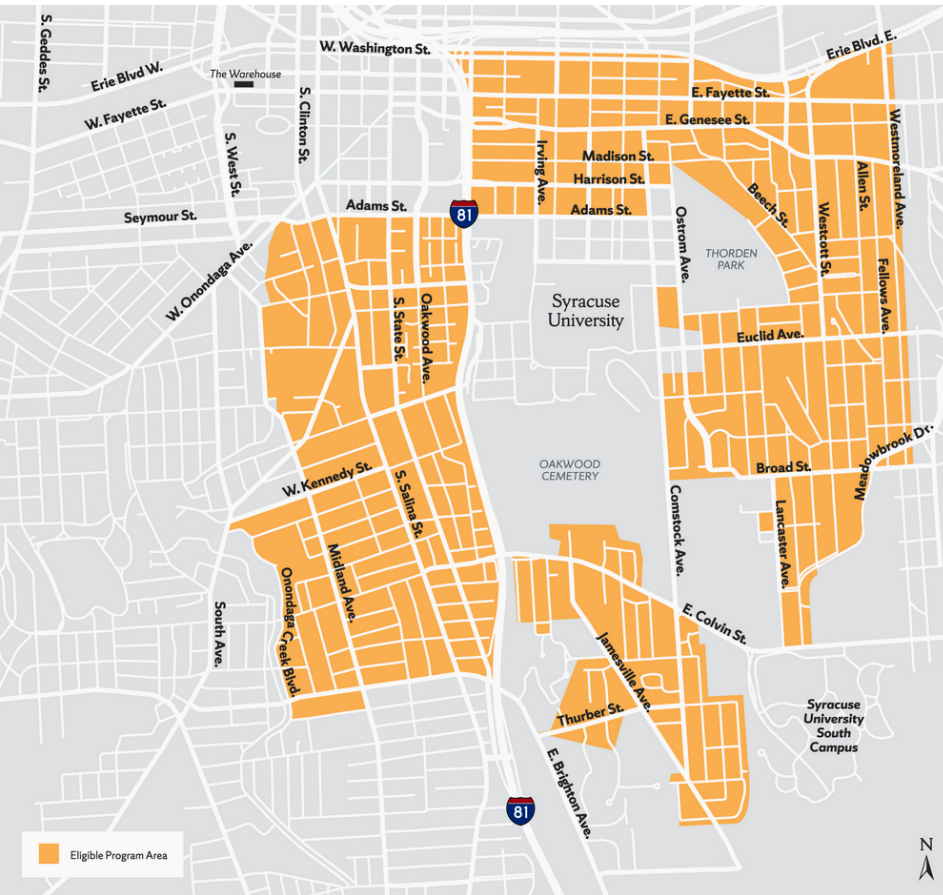 S. Geddes St.
W. Washington St.
Erie Blvd. E.
Erie Blvd W.
The Warehouse
W. Fayette St.
S. Clinton St.
E. Fayette St.
E. Genesee St.
Westmoreland Ave.
S. West St.
Irving Ave.
Madison St.
Harrison St.
Allen St.
Beech St.
Seymour St.
Adams St.
81
Adams St.
Ostrom Ave.
Westcott St.
W. Onondaga Ave.
THORDEN
PARK
Fellows Ave.
S. State St.
Oakwood Ave.
Syracuse
University
Euclid Ave.
OAKWOOD
CEMETERY
Broad St.
Meadowbrook Dr.
W. Kennedy St.
S. Salina St.
Comstock Ave.
Lancaster Ave.
Midland Ave.
Onondaga Creek Blvd.
South Ave.
E. Colvin St.
Jamesville Ave.
Thurber St.
Syracuse
University
South
Campus
E. Brighton Ave.
81
Eligible Program Area
N